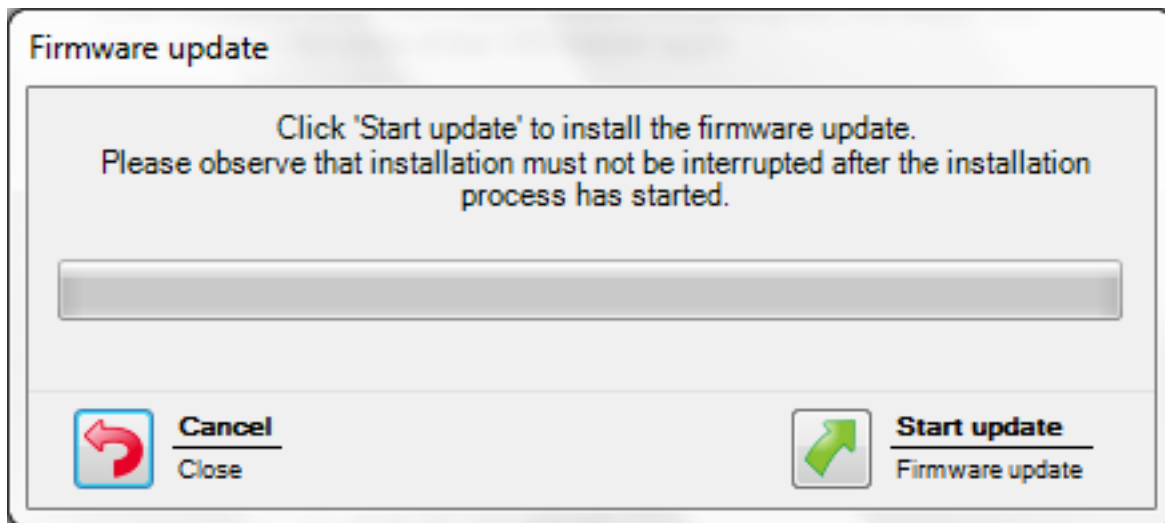 Firmware update
Click 'Start update' to install the firmware update.
Please observe that installation must not be interrupted after the installation
process has started.
Cancel
Close
Start update
Firmware update